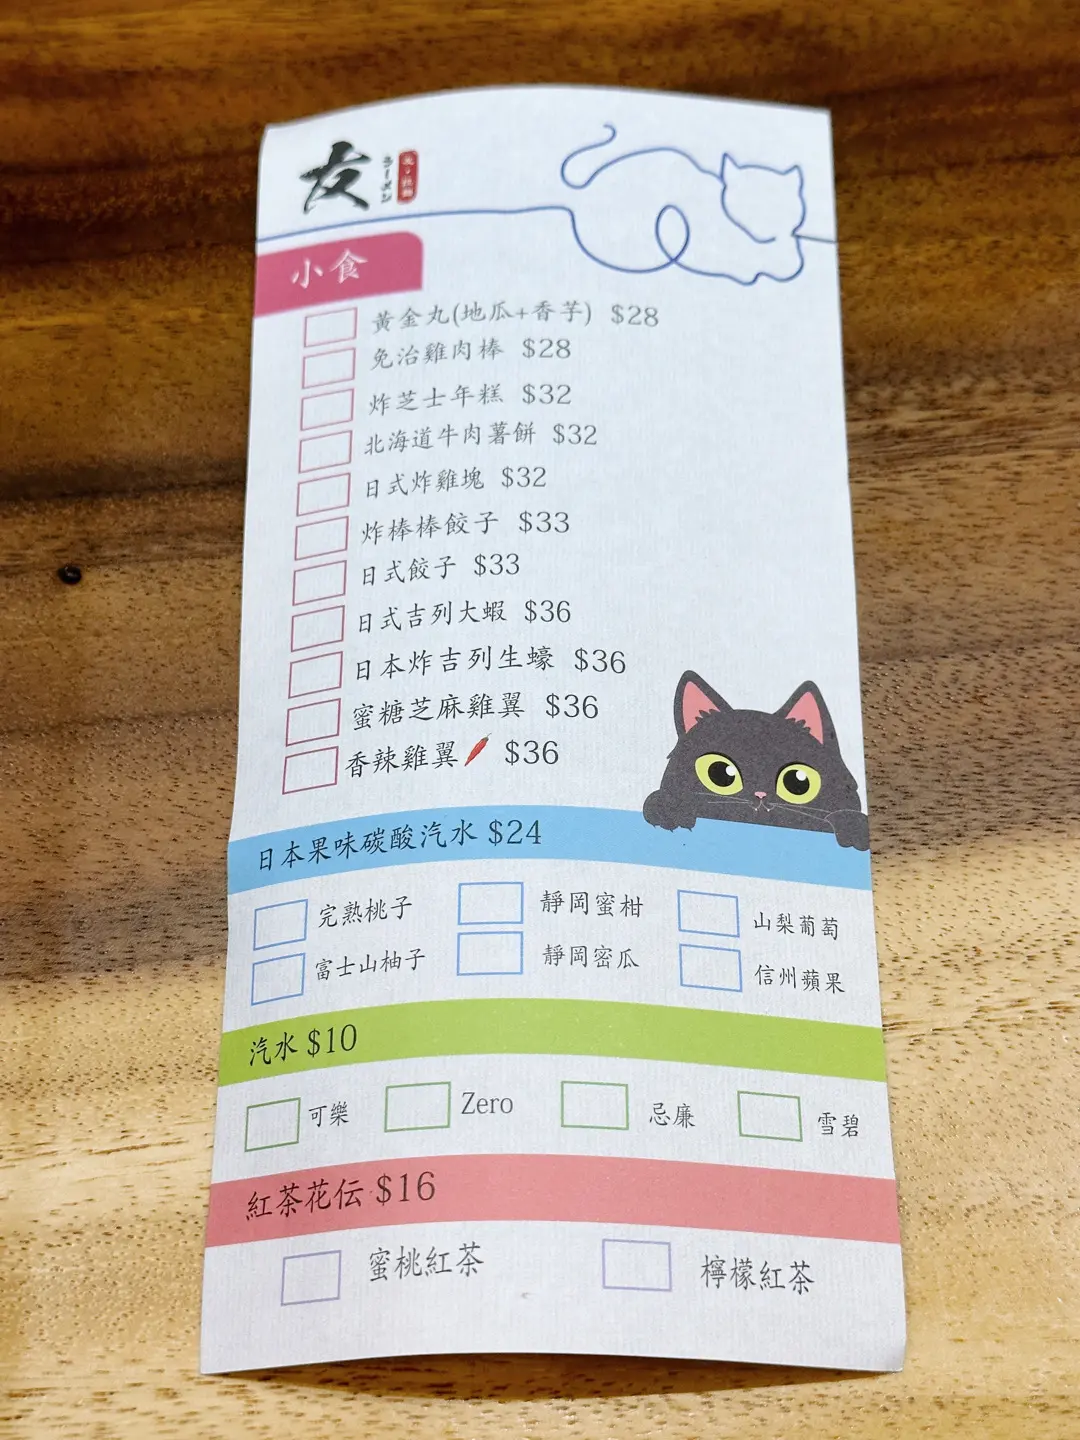 友
ラーメン
小食
黃金丸(地瓜+香芋) $28
免治雞肉棒 $28
炸芝士年糕 $32
北海道牛肉薯餅 $32
日式炸雞塊 $32
炸棒棒餃子 $33
日式餃子 $33
日式吉列大蝦 $36
日本炸吉列生蠔 $36
蜜糖芝麻雞翼 $36
香辣雞翼 $36
日本果味碳酸汽水 $24
完熟桃子 靜岡蜜柑 山梨葡萄
富士山柚子 靜岡密瓜 信州蘋果
汽水 $10
可樂 Zero 忌廉 雪碧
紅茶花伝 $16
蜜桃紅茶 檸檬紅茶